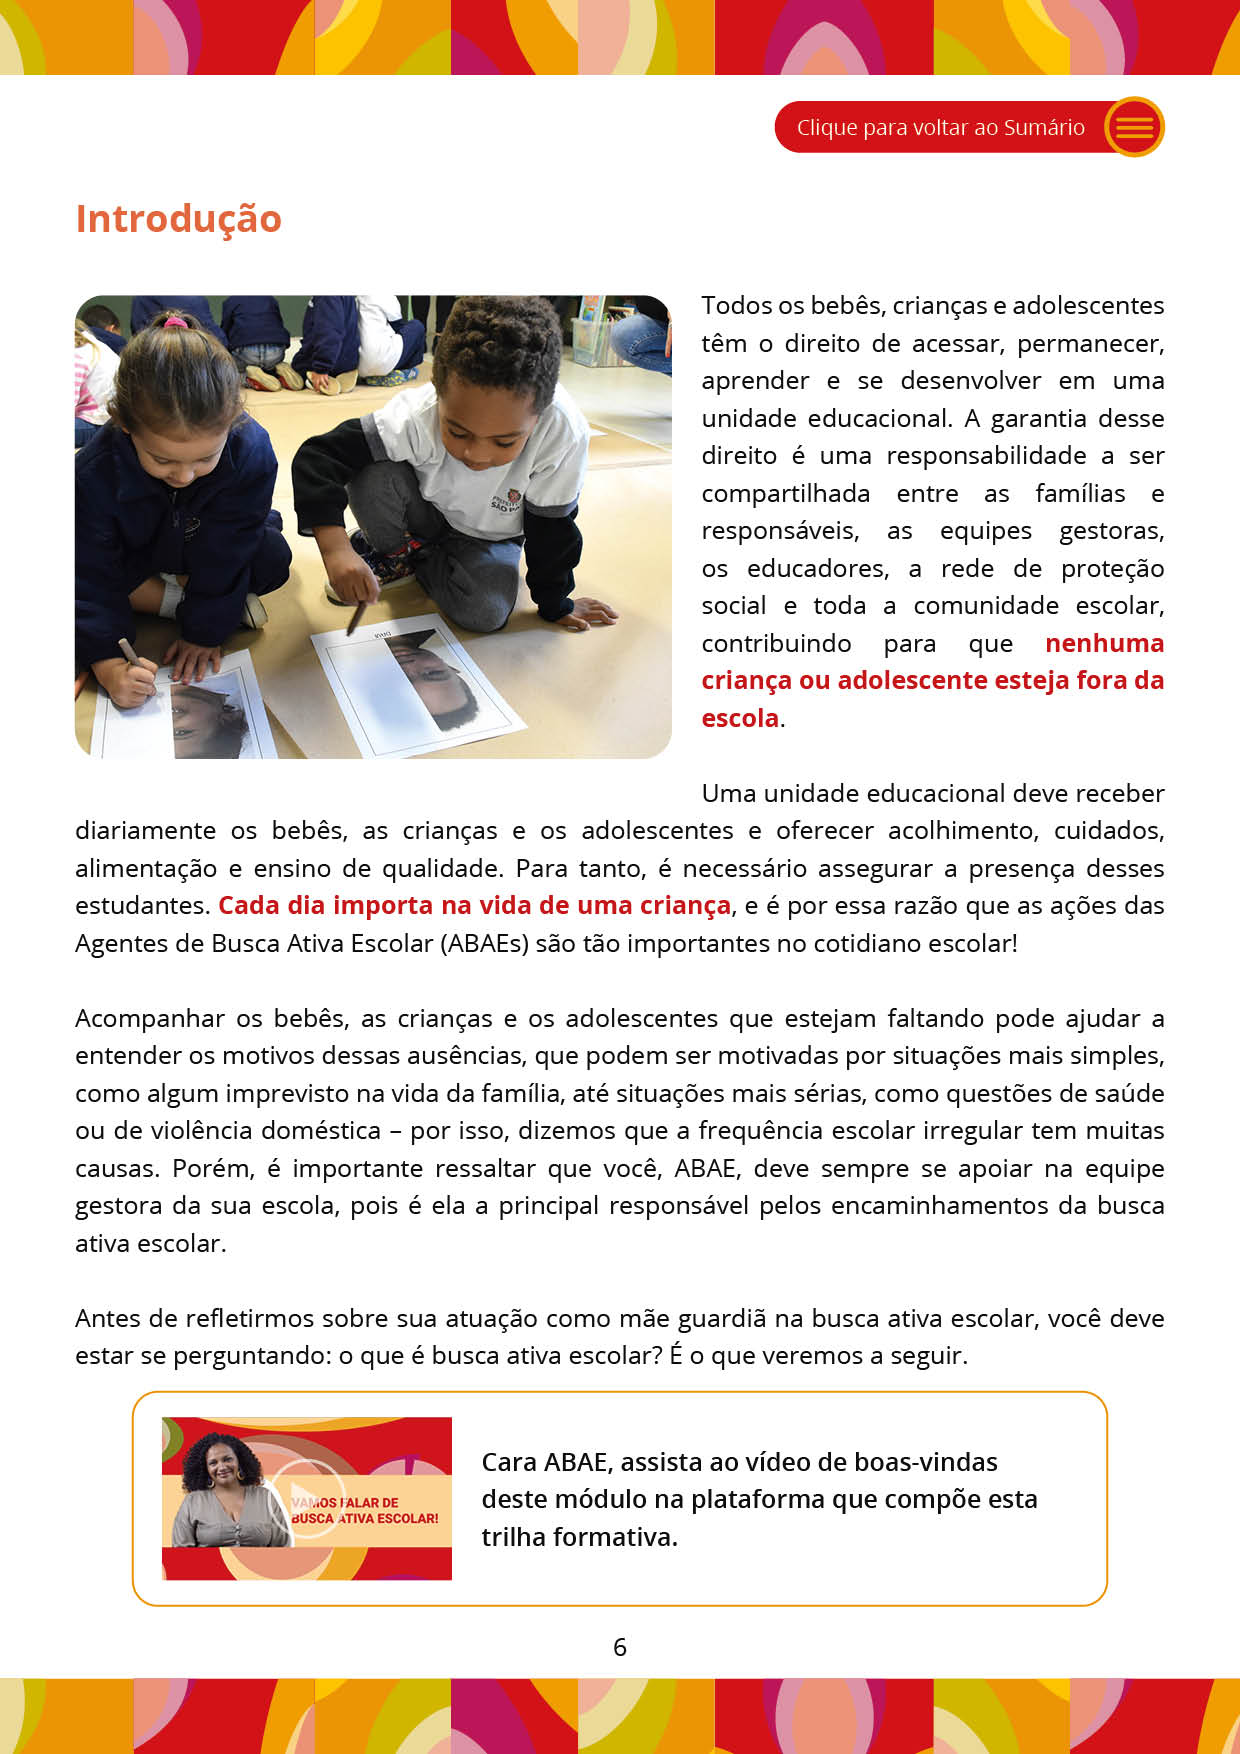 Clique para voltar ao Sumário
Introdução
Todos os bebês, crianças e adolescentes
têm o direito de acessar, permanecer,
aprender e se desenvolver em uma
unidade educacional. A garantia desse
direito é uma responsabilidade a ser
compartilhada entre as famílias e
responsáveis, as equipes gestoras,
os educadores, a rede de proteção
social e toda a comunidade escolar,
contribuindo para que nenhuma
criança ou adolescente esteja fora da
escola.
Uma unidade educacional deve receber
diariamente os bebês, as crianças e os adolescentes e oferecer acolhimento, cuidados,
alimentação e ensino de qualidade. Para tanto, é necessário assegurar a presença desses
estudantes. Cada dia importa na vida de uma criança, e é por essa razão que as ações das
Agentes de Busca Ativa Escolar (ABAEs) são tão importantes no cotidiano escolar!
Acompanhar os bebês, as crianças e os adolescentes que estejam faltando pode ajudar a
entender os motivos dessas ausências, que podem ser motivadas por situações mais simples,
como algum imprevisto na vida da família, até situações mais sérias, como questões de saúde
ou de violência doméstica – por isso, dizemos que a frequência escolar irregular tem muitas
causas. Porém, é importante ressaltar que você, ABAE, deve sempre se apoiar na equipe
gestora da sua escola, pois é ela a principal responsável pelos encaminhamentos da busca
ativa escolar.
Antes de refletirmos sobre sua atuação como mãe guardiã na busca ativa escolar, você deve
estar se perguntando: o que é busca ativa escolar? É o que veremos a seguir.
VAMOS FALAR DE
BUSCA ATIVA ESCOLAR!
Cara ABAE, assista ao vídeo de boas-vindas
deste módulo na plataforma que compõe esta
trilha formativa.
6